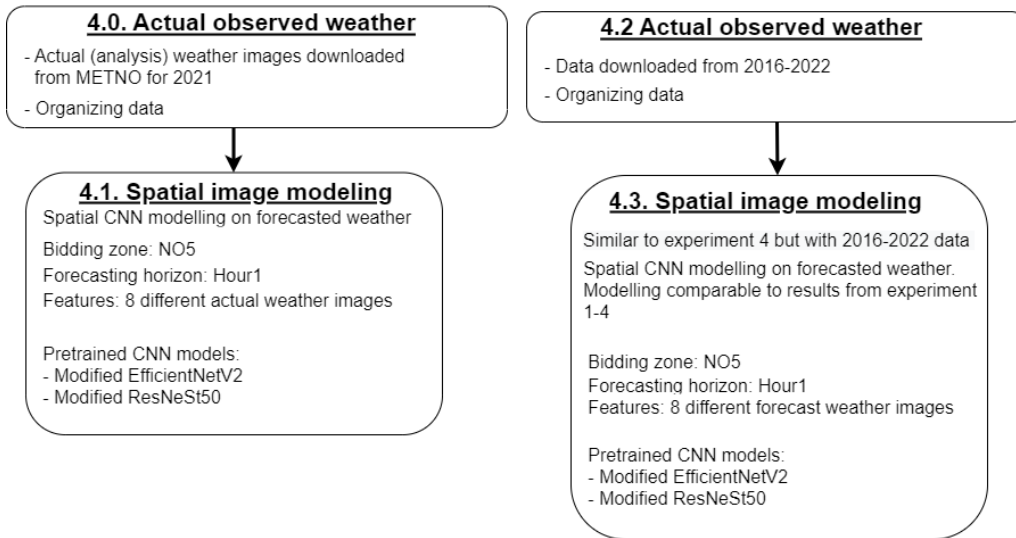 4.0. Actual observed weather
- Actual (analysis) weather images downloaded
from METNO for 2021
- Organizing data
4.1. Spatial image modeling
Spatial CNN modelling on forecasted weather
Bidding zone: NO5
Forecasting horizon: Hour1
Features: 8 different actual weather images
Pretrained CNN models:
- Modified EfficientNetV2
- Modified ResNeSt50
4.2 Actual observed weather
- Data downloaded from 2016-2022
- Organizing data
4.3. Spatial image modeling
Similar to experiment 4 but with 2016-2022 data
Spatial CNN modelling on forecasted weather.
Modelling comparable to results from experiment
1-4
Bidding zone: NO5
Forecasting horizon: Hour1
Features: 8 different forecast weather images
Pretrained CNN models:
- Modified EfficientNetV2
- Modified ResNeSt50